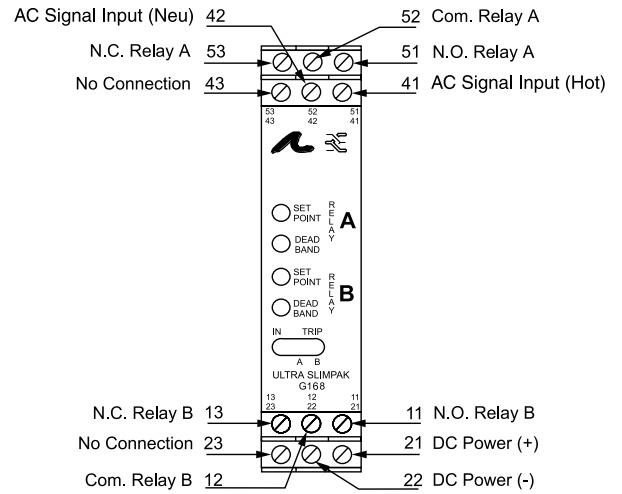 AC Signal Input (Neu) 42
52 Com. Relay A
N.C. Relay A 53
51 N.O. Relay A
No Connection 43
41 AC Signal Input (Hot)
53 52 51
43 42 41
SET POINT
DEAD BAND
RELAY
A
SET POINT
DEAD BAND
RELAY
B
IN TRIP
A B
ULTRA SLIMPAK
G168
13 12 11
23 22 21
N.C. Relay B 13
11 N.O. Relay B
No Connection 23
21 DC Power (+)
Com. Relay B 12
22 DC Power (-)